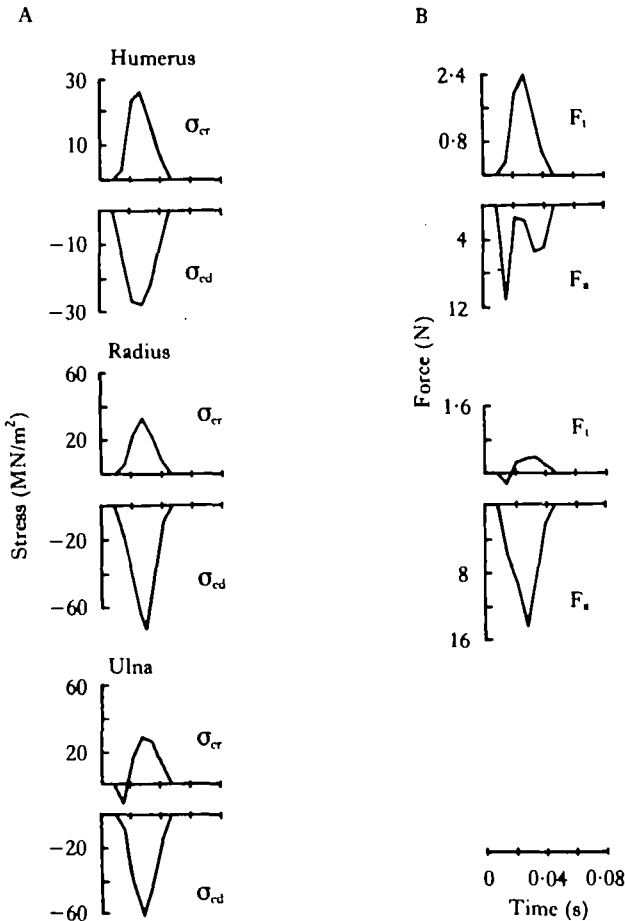 A
B
Humerus
30
10
σcr
−10
−30
σcd
2·4
0·8
Ft
4
12
Fa
Radius
60
20
σcr
−20
−60
σcd
1·6
Ft
8
16
Fa
Ulna
60
20
σcr
−20
−60
σcd
Stress (MN/m²)
Force (N)
0 0·04 0·08
Time (s)